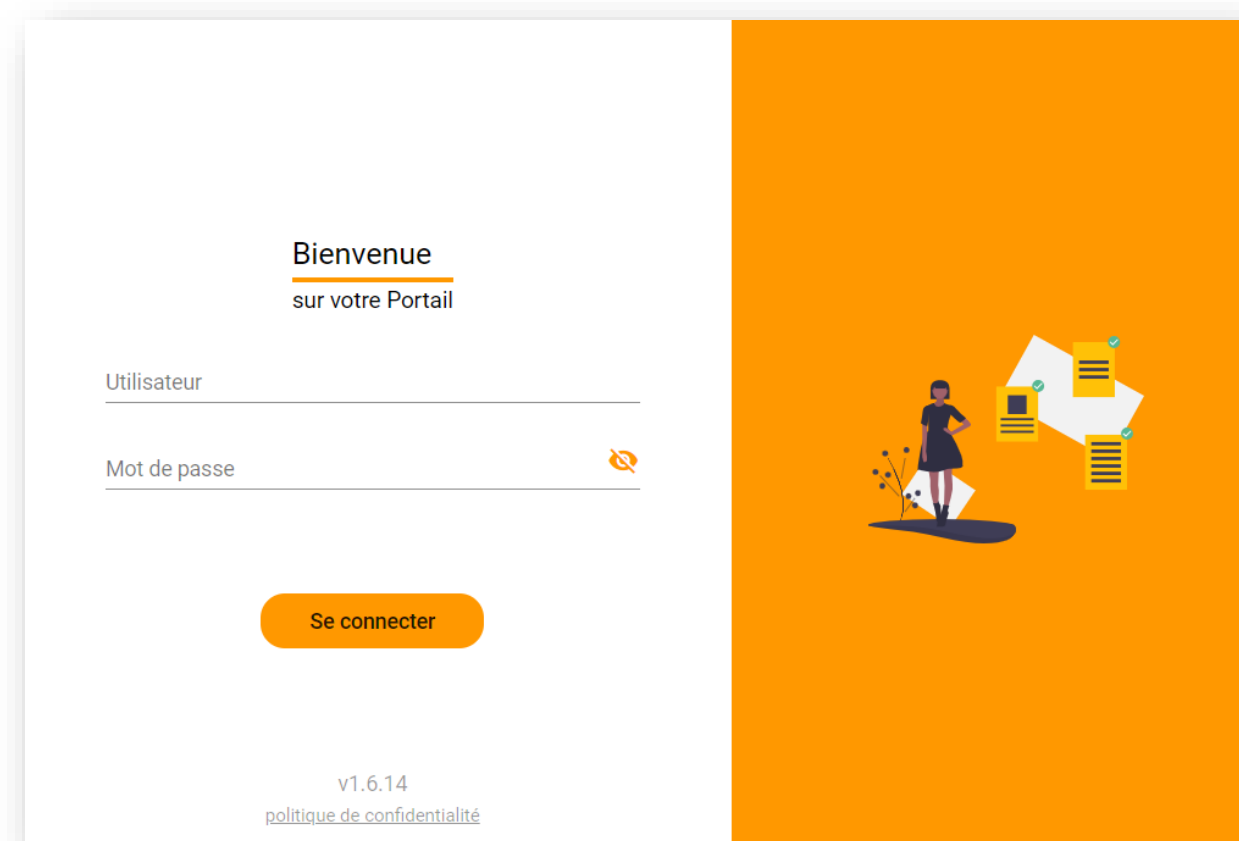 Bienvenue
sur votre Portail
Utilisateur
Mot de passe
Se connecter
v1.6.14
politique de confidentialité